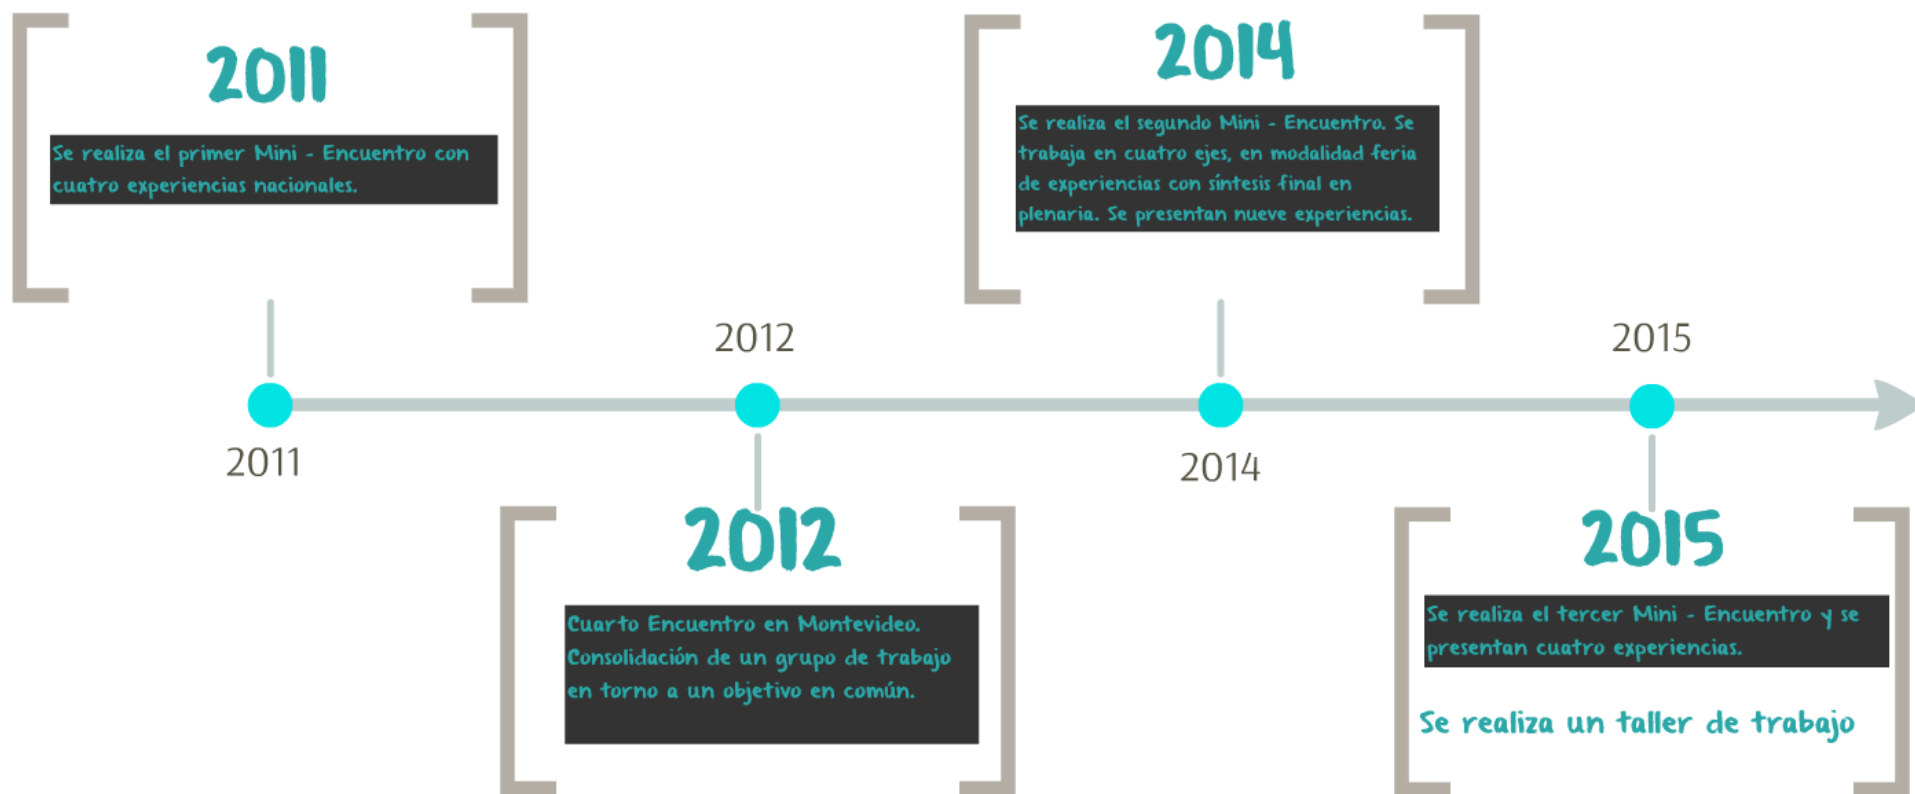 2011
Se realiza el primer Mini - Encuentro con
cuatro experiencias nacionales.
2014
Se realiza el segundo Mini - Encuentro. Se
trabaja en cuatro ejes, en modalidad feria
de experiencias con síntesis final en
plenaria. Se presentan nueve experiencias.
2012
2015
2011
2014
2012
Cuarto Encuentro en Montevideo.
Consolidación de un grupo de trabajo
en torno a un objetivo en común.
2015
Se realiza el tercer Mini - Encuentro y se
presentan cuatro experiencias.
Se realiza un taller de trabajo